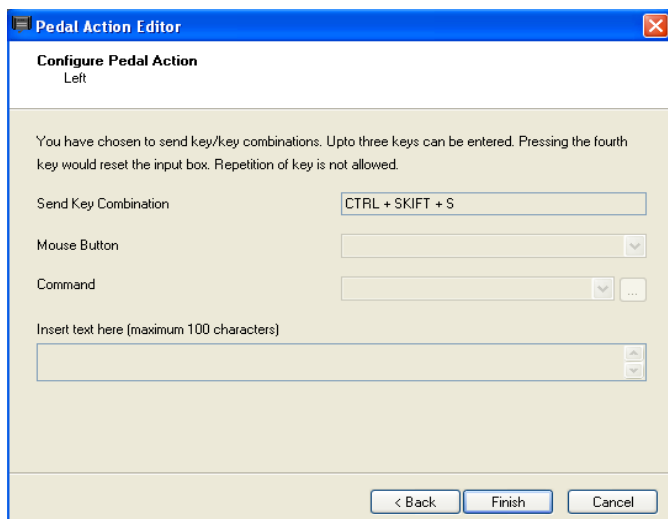 Pedal Action Editor
Configure Pedal Action
Left
You have chosen to send key/key combinations. Upto three keys can be entered. Pressing the fourth
key would reset the input box. Repetition of key is not allowed.
Send Key Combination
CTRL + SKIFT + S
Mouse Button
Command
...
Insert text here (maximum 100 characters)
< Back
Finish
Cancel